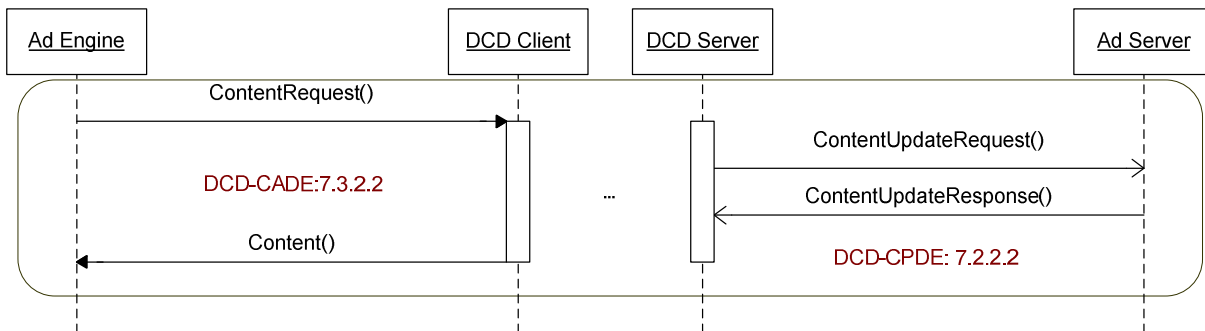 Ad Engine
DCD Client
DCD Server
Ad Server
ContentRequest()
ContentUpdateRequest()
DCD-CADE:7.3.2.2
...
ContentUpdateResponse()
Content()
DCD-CPDE: 7.2.2.2